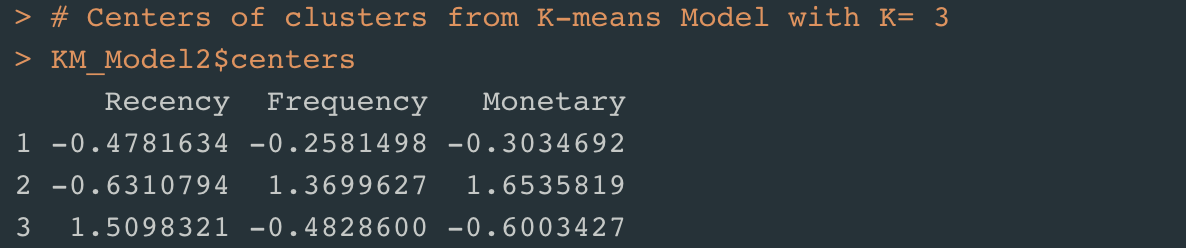 > # Centers of clusters from K-means Model with K= 3
> KM_Model2$centers
     Recency  Frequency   Monetary
1 -0.4781634 -0.2581498 -0.3034692
2 -0.6310794  1.3699627  1.6535819
3  1.5098321 -0.4828600 -0.6003427